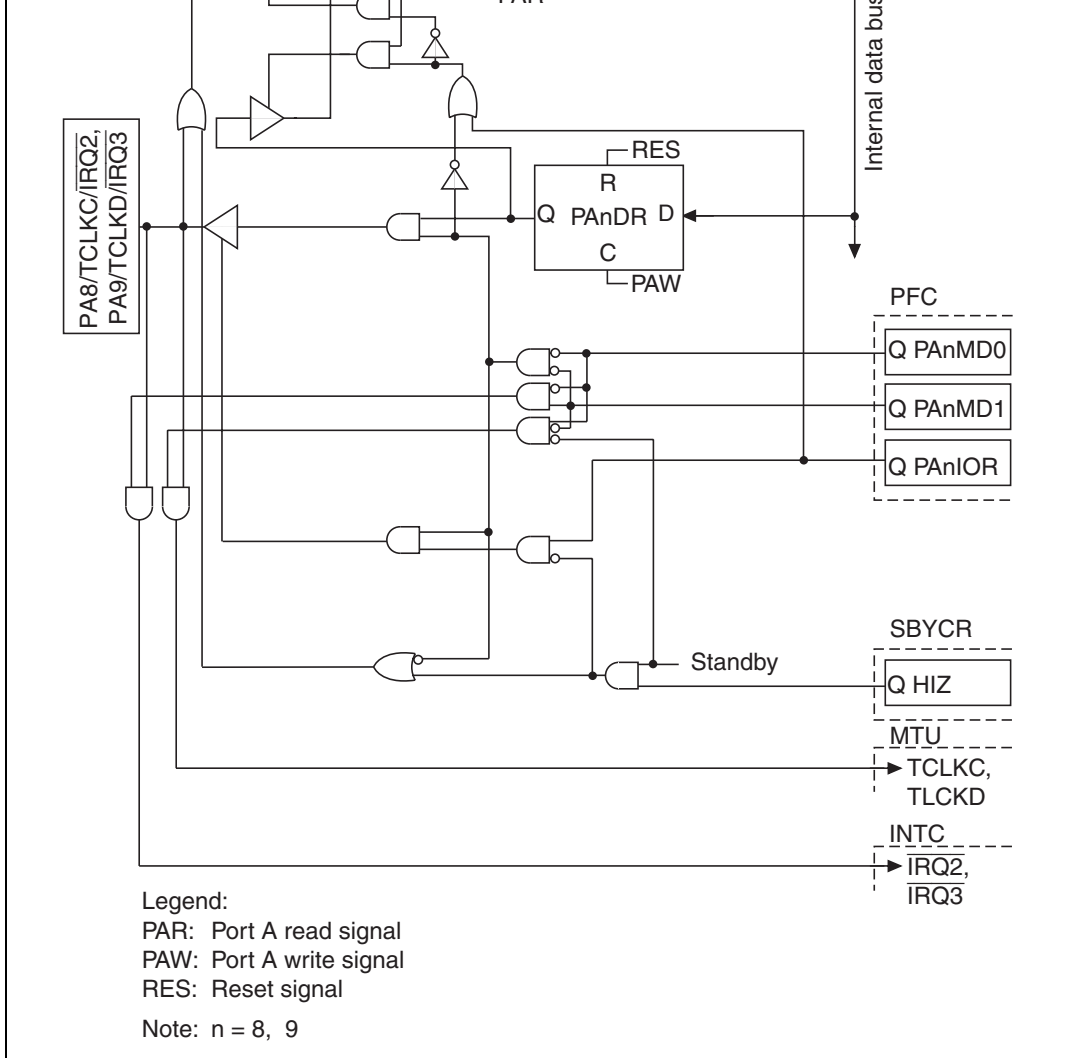 Internal data bus
PA8/TCLKC/IRQ2,
PA9/TCLKD/IRQ3
RES
R
Q PAnDR D
C
PAW
PFC
Q PAnMD0
Q PAnMD1
Q PAnIOR
SBYCR
Standby
Q HIZ
MTU
TCLKC,
TLCKD
INTC
IRQ2,
IRQ3
Legend:
PAR: Port A read signal
PAW: Port A write signal
RES: Reset signal
Note: n = 8, 9